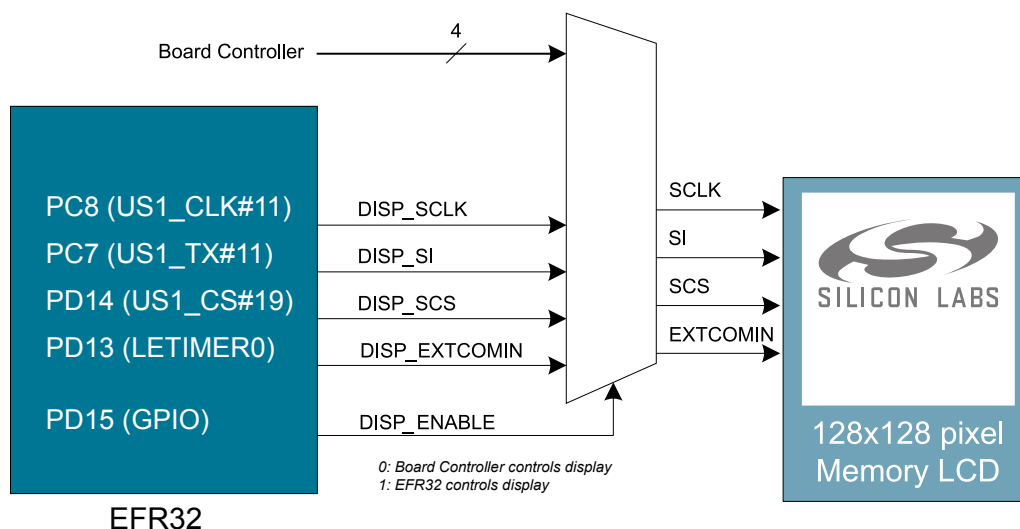 4
Board Controller
PC8 (US1_CLK#11)
DISP_SCLK
SCLK
PC7 (US1_TX#11)
DISP_SI
SI
PD14 (US1_CS#19)
DISP_SCS
SCS
SILICON LABS
PD13 (LETIMER0)
DISP_EXTCOMIN
EXTCOMIN
PD15 (GPIO)
DISP_ENABLE
128x128 pixel
Memory LCD
0: Board Controller controls display
1: EFR32 controls display
EFR32